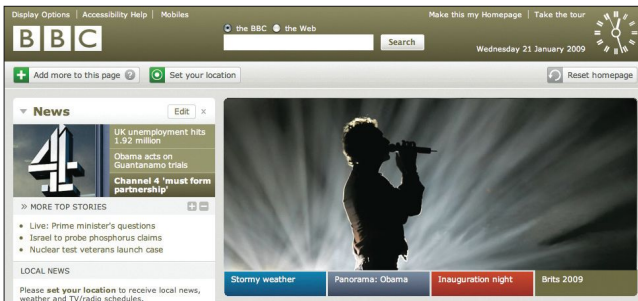 Display Options | Accessibility Help | Mobiles
Make this my Homepage | Take the tour
BBC
the BBC the Web
Search
Wednesday 21 January 2009
Add more to this page ?
Set your location
Reset homepage
News
Edit x
UK unemployment hits
1.92 million
Obama acts on
Guantanamo trials
Channel 4 'must form
partnership'
4
» MORE TOP STORIES
• Live: Prime minister's questions
• Israel to probe phosphorus claims
• Nuclear test veterans launch case
LOCAL NEWS
Please set your location to receive local news,
weather and TV/radio schedules.
Stormy weather
Panorama: Obama
Inauguration night
Brits 2009